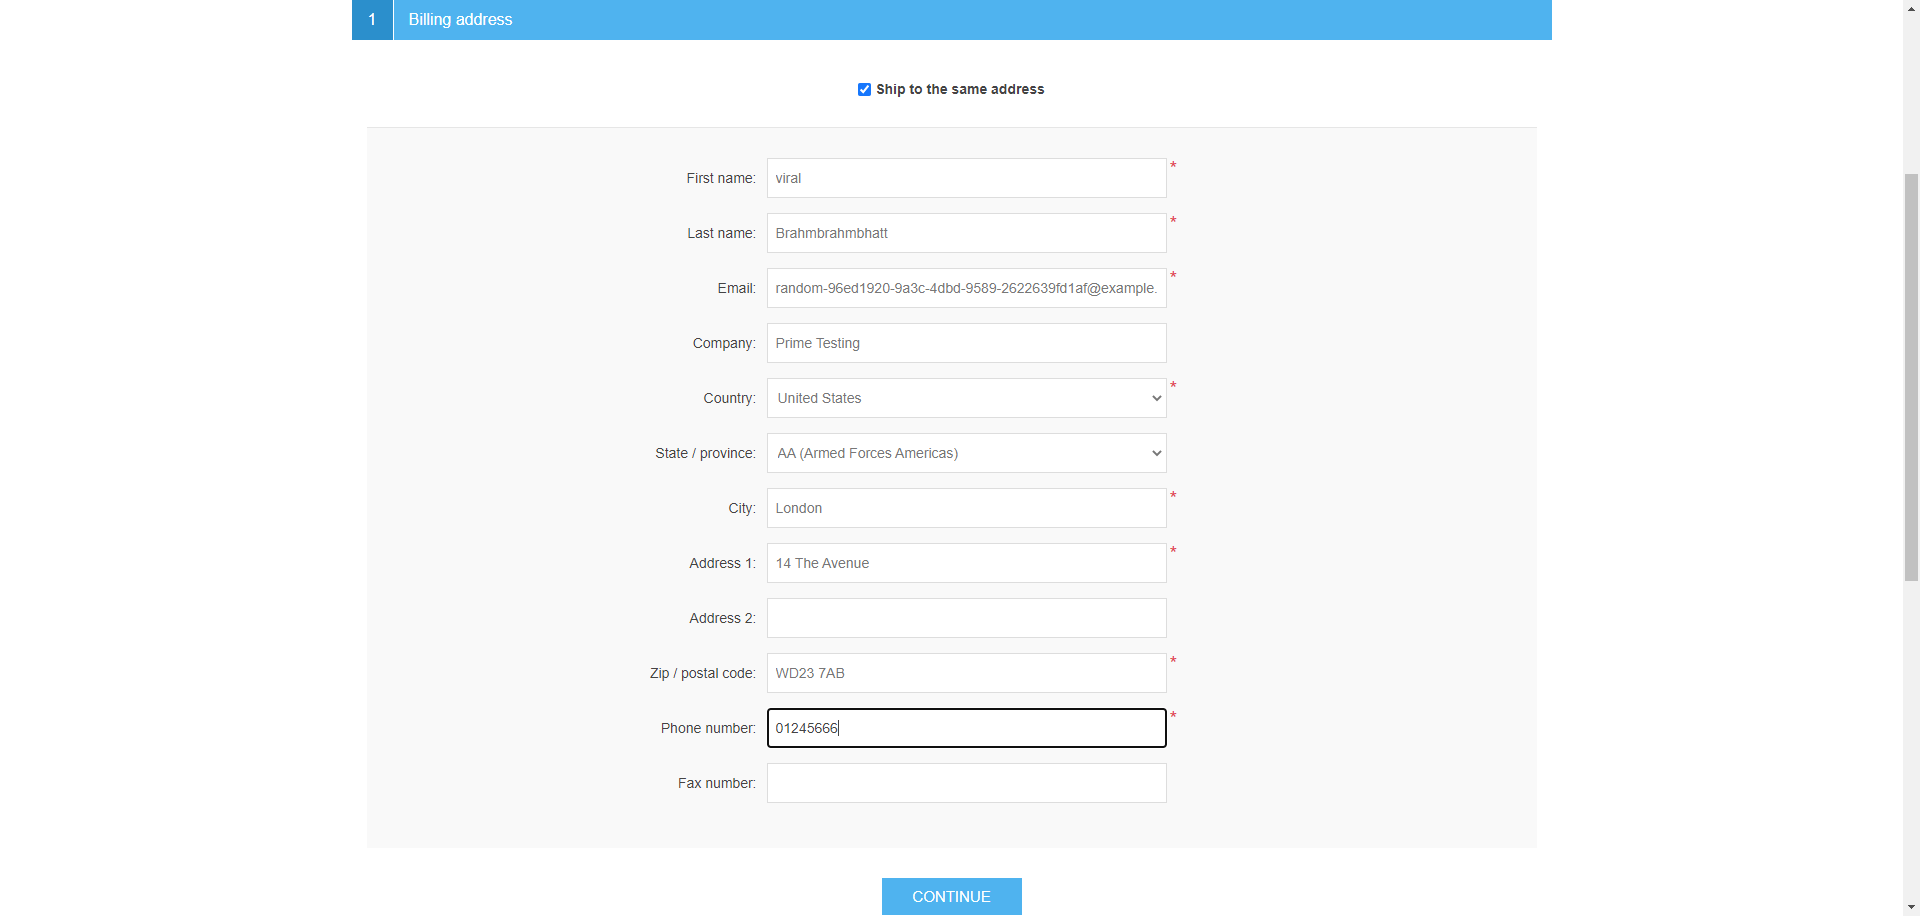 1 Billing address
Ship to the same address
First name: viral *
Last name: Brahmbrahmbhatt *
Email: random-96ed1920-9a3c-4dbd-9589-2622639fd1af@example. *
Company: Prime Testing
Country: United States *
State / province: AA (Armed Forces Americas)
City: London *
Address 1: 14 The Avenue *
Address 2:
Zip / postal code: WD23 7AB *
Phone number: 01245666 *
Fax number:
CONTINUE